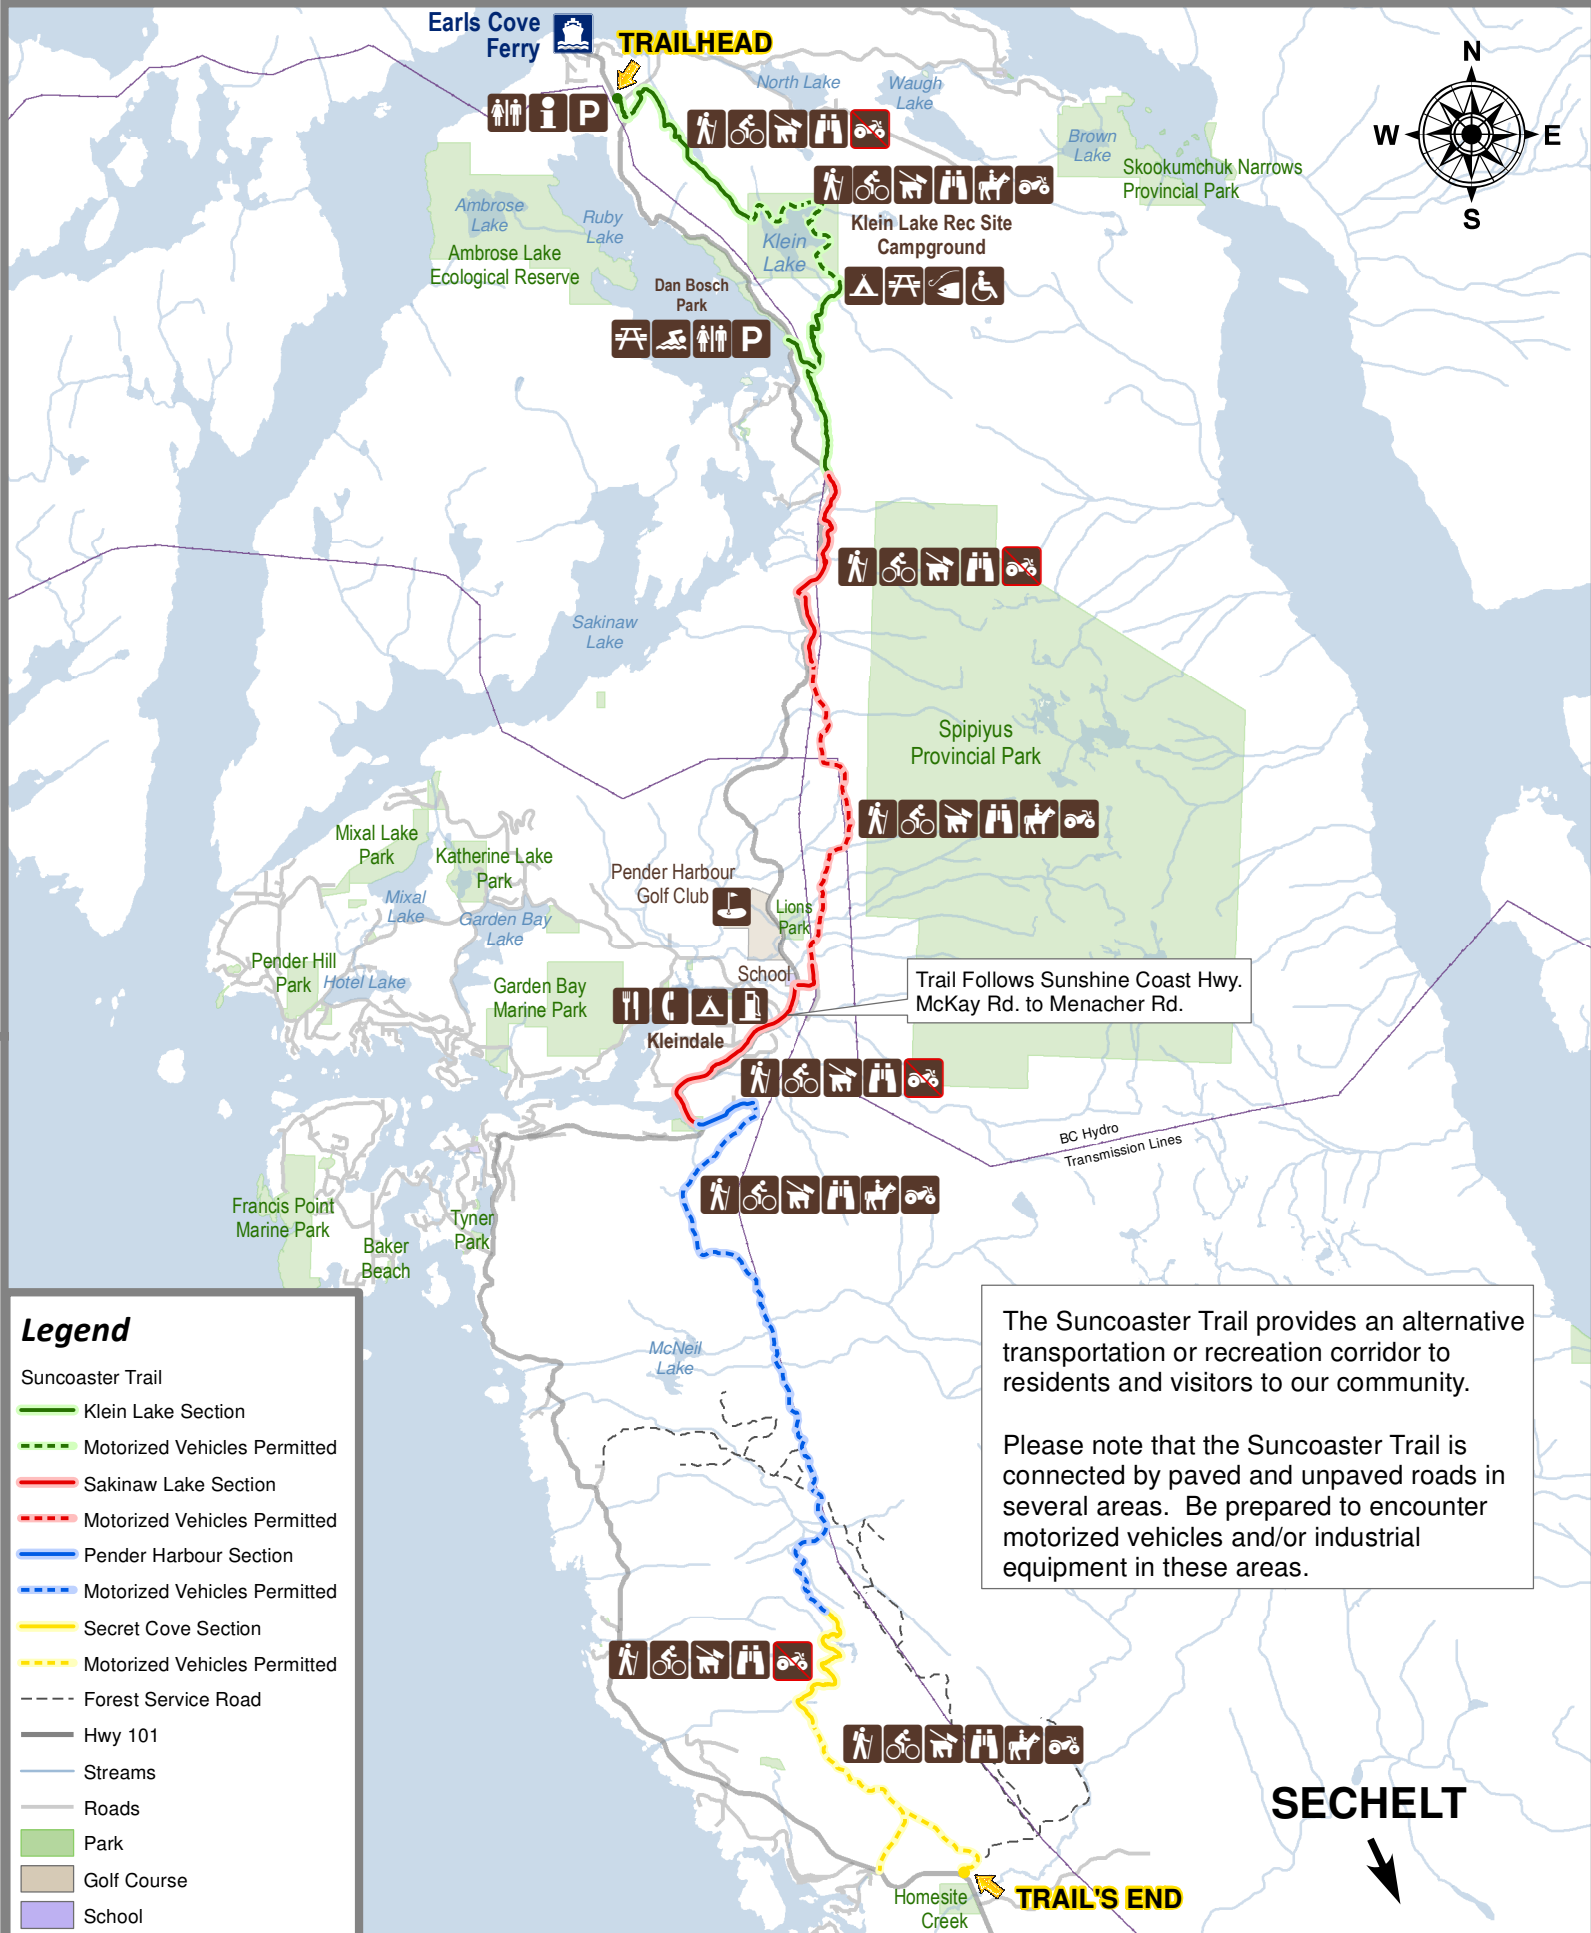 Earls Cove
Ferry
TRAILHEAD
N
W
E
S
North Lake
Waugh
Lake
Brown
Lake
Skookumchuk Narrows
Provincial Park
P
Ambrose
Lake
Ruby
Lake
Ambrose Lake
Ecological Reserve
Klein Lake Rec Site
Campground
Klein
Lake
Dan Bosch
Park
P
Sakinaw
Lake
Spipiyus
Provincial Park
Mixal Lake
Park
Katherine Lake
Park
Mixal
Lake
Garden Bay
Lake
Pender Harbour
Golf Club
Lions
Park
School
Pender Hill
Park
Hotel Lake
Garden Bay
Marine Park
Kleindale
Trail Follows Sunshine Coast Hwy.
McKay Rd. to Menacher Rd.
BC Hydro
Transmission Lines
Francis Point
Marine Park
Baker
Beach
Tyner
Park
McNeil
Lake
The Suncoaster Trail provides an alternative
transportation or recreation corridor to
residents and visitors to our community.
Please note that the Suncoaster Trail is
connected by paved and unpaved roads in
several areas.  Be prepared to encounter
motorized vehicles and/or industrial
equipment in these areas.
Legend
Suncoaster Trail
Klein Lake Section
Motorized Vehicles Permitted
Sakinaw Lake Section
Motorized Vehicles Permitted
Pender Harbour Section
Motorized Vehicles Permitted
Secret Cove Section
Motorized Vehicles Permitted
Forest Service Road
Hwy 101
Streams
Roads
Park
Golf Course
School
SECHELT
Homesite
Creek
TRAIL'S END